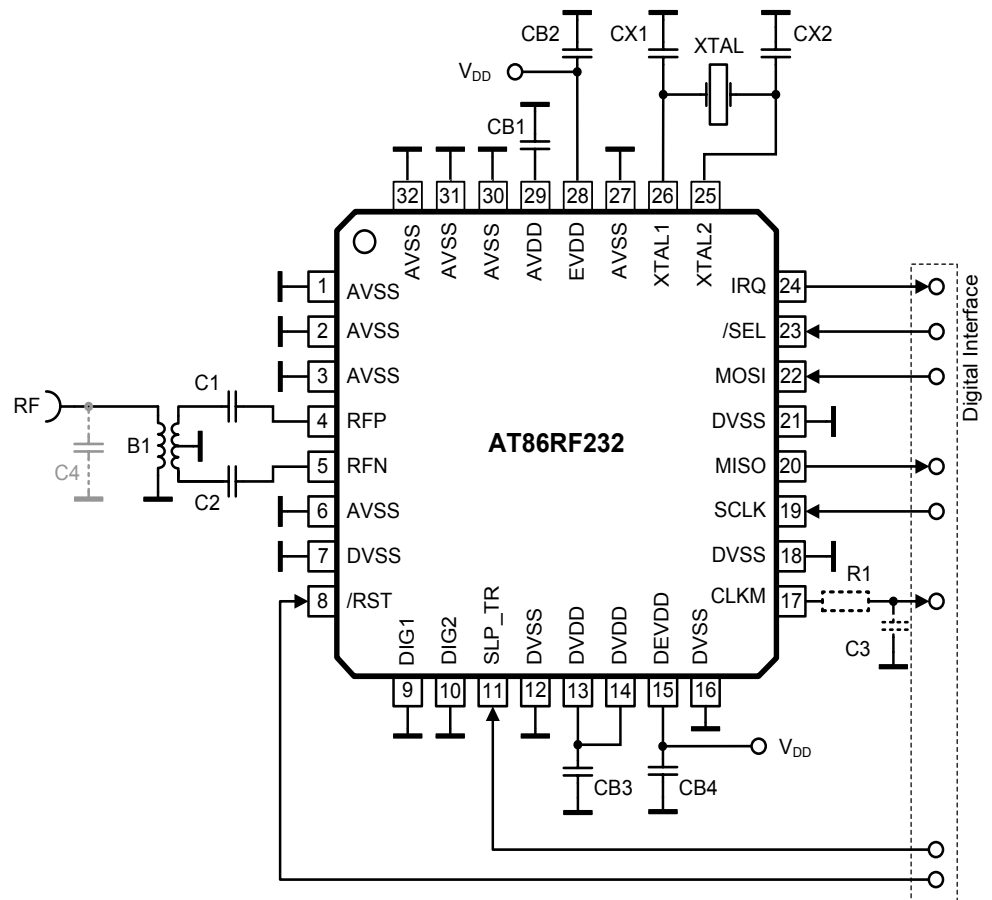 CB2
CX1
XTAL
CX2
VDD
CB1
32
31
30
29
28
27
26
25
AVSS
AVSS
AVSS
AVDD
EVDD
AVSS
XTAL1
XTAL2
1
AVSS
IRQ
24
2
AVSS
/SEL
23
3
AVSS
MOSI
22
C1
RF
4
RFP
DVSS
21
B1
AT86RF232
C4
5
RFN
MISO
20
C2
6
AVSS
SCLK
19
7
DVSS
DVSS
18
8
/RST
CLKM
17
R1
C3
DIG1
DIG2
SLP_TR
DVSS
DVDD
DVDD
DEVDD
DVSS
9
10
11
12
13
14
15
16
VDD
CB3
CB4
Digital Interface